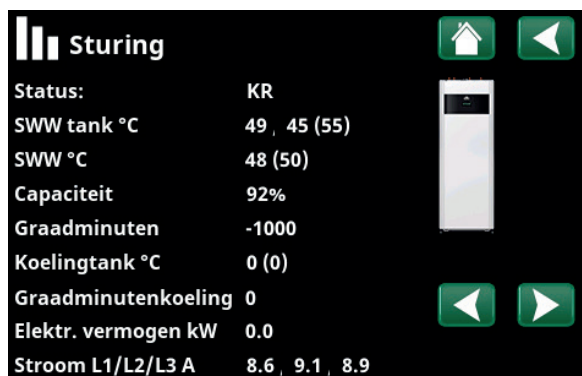 Sturing
Status: KR
SWW tank °C 49 , 45 (55)
SWW °C 48 (50)
Capaciteit 92%
Graadminuten -1000
Koelingtank °C 0 (0)
Graadminutenkoeling 0
Elektr. vermogen kW 0.0
Stroom L1/L2/L3 A 8.6 , 9.1 , 8.9